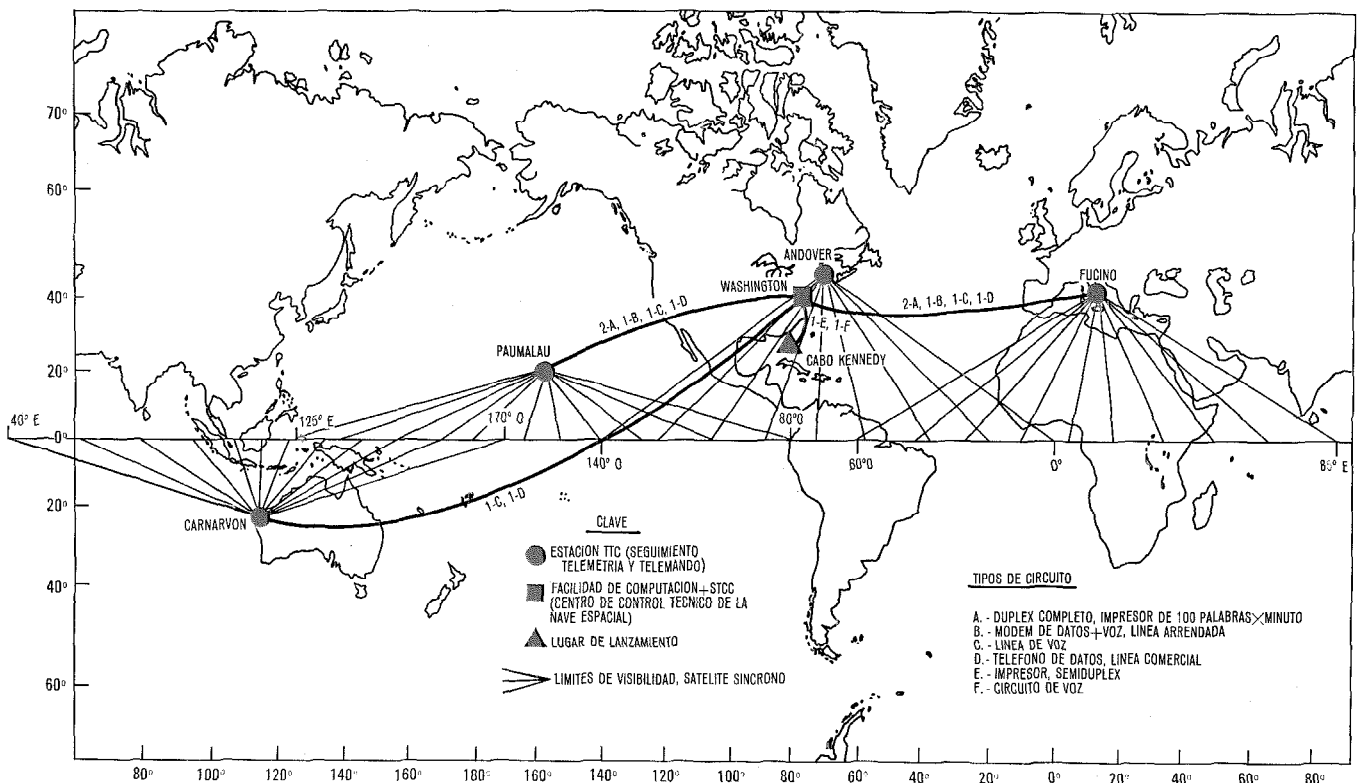 70°
60°
40°
20°
0°
20°
40°
60°
ANDOVER
WASHINGTON
FUCINO
2-A, 1-B, 1-C, 1-D
2-A, 1-B, 1-C, 1-D
1-E, 1-F
PAUMALAU
CABO KENNEDY
40° E
125° E
170° O
80°O
140° O
60°O
0°
85° E
1-C, 1-D
CARNARVON
CLAVE
ESTACION TTC (SEGUIMIENTO
TELEMETRIA Y TELEMANDO)
FACILIDAD DE COMPUTACION+STCC
(CENTRO DE CONTROL TECNICO DE LA
NAVE ESPACIAL)
LUGAR DE LANZAMIENTO
LIMITES DE VISIBILIDAD, SATELITE SINCRONO
TIPOS DE CIRCUITO
A. - DUPLEX COMPLETO, IMPRESOR DE 100 PALABRAS×MINUTO
B. - MODEM DE DATOS+VOZ, LINEA ARRENDADA
C. - LINEA DE VOZ
D. - TELEFONO DE DATOS, LINEA COMERCIAL
E. - IMPRESOR, SEMIDUPLEX
F. - CIRCUITO DE VOZ
80° 100° 120° 140° 160° 180° 160° 140° 120° 100° 80° 60° 40° 20° 0° 20° 40° 60° 80°